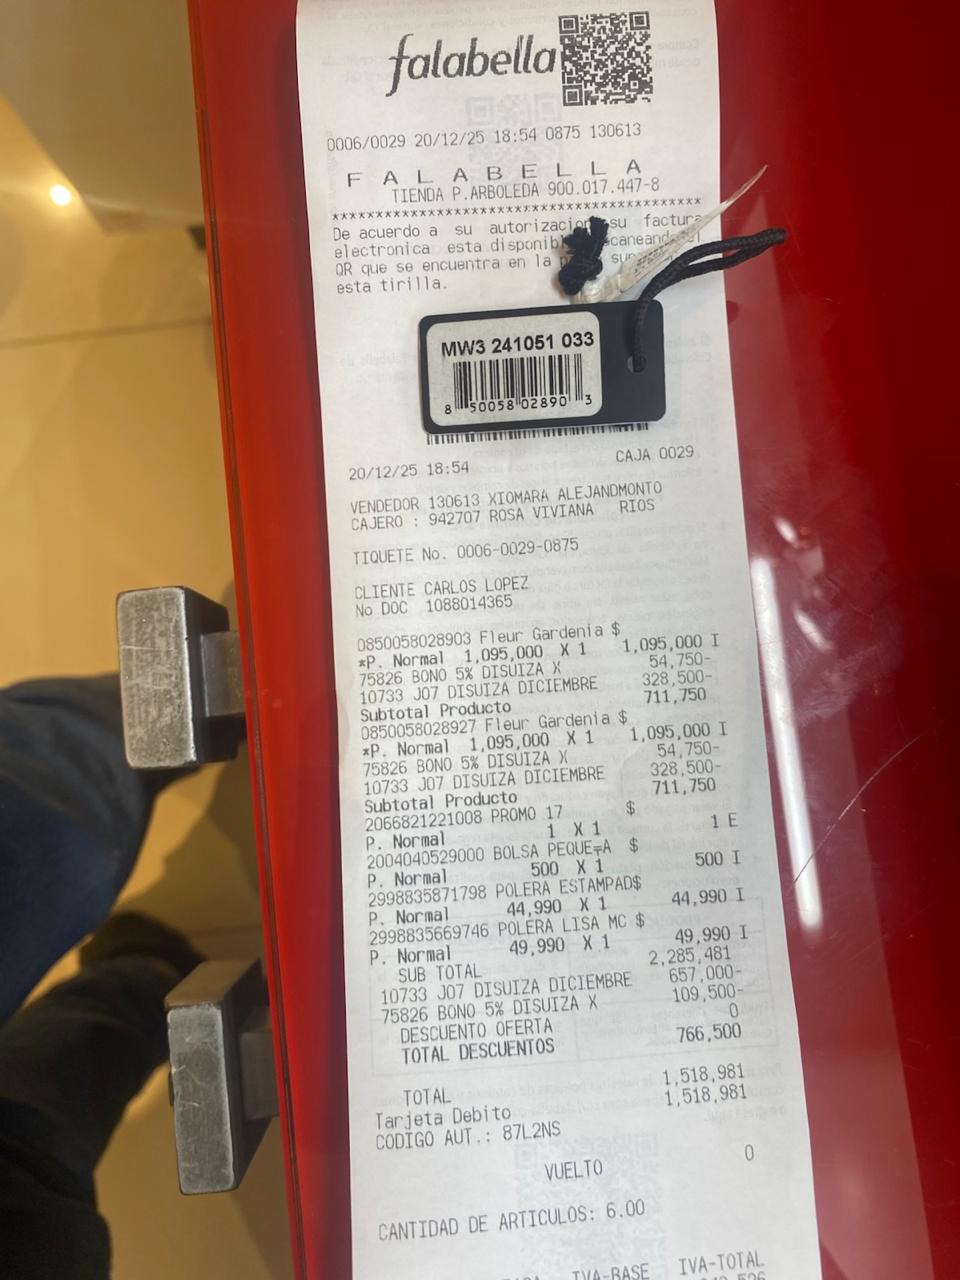 falabella
0006/0029 20/12/25 18:54 0875 130613
F A L A B E L L A
TIENDA P.ARBOLEDA 900.017.447-8
*****************************************
De acuerdo a su autorizacion su factura
electronica esta
QR que se encuentra en la
esta tirilla.
MW3 241051 033
8 50058 02890 3
20/12/25 18:54 CAJA 0029
VENDEDOR 130613 XIOMARA ALEJANDMONTO
CAJERO : 942707 ROSA VIVIANA RIOS
TIQUETE No. 0006-0029-0875
CLIENTE CARLOS LOPEZ
No DOC 1088014365
0850058028903 Fleur Gardenia $
*P. Normal 1,095,000 X 1 1,095,000 I
75826 BONO 5% DISUIZA X 54,750-
10733 J07 DISUIZA DICIEMBRE 328,500-
Subtotal Producto 711,750
0850058028927 Fleur Gardenia $
*P. Normal 1,095,000 X 1 1,095,000 I
75826 BONO 5% DISUIZA X 54,750-
10733 J07 DISUIZA DICIEMBRE 328,500-
Subtotal Producto 711,750
2066821221008 PROMO 17 $
P. Normal 1 X 1 1 E
2004040529000 BOLSA PEQUE╤A $
P. Normal 500 X 1 500 I
2998835871798 POLERA ESTAMPAD$
P. Normal 44,990 X 1 44,990 I
2998835669746 POLERA LISA MC $
P. Normal 49,990 X 1 49,990 I
SUB TOTAL 2,285,481
10733 J07 DISUIZA DICIEMBRE 657,000-
75826 BONO 5% DISUIZA X 109,500-
DESCUENTO OFERTA 0
TOTAL DESCUENTOS 766,500
TOTAL 1,518,981
Tarjeta Debito 1,518,981
CODIGO AUT.: 87L2NS
VUELTO 0
CANTIDAD DE ARTICULOS: 6.00
IVA-BASE IVA-TOTAL